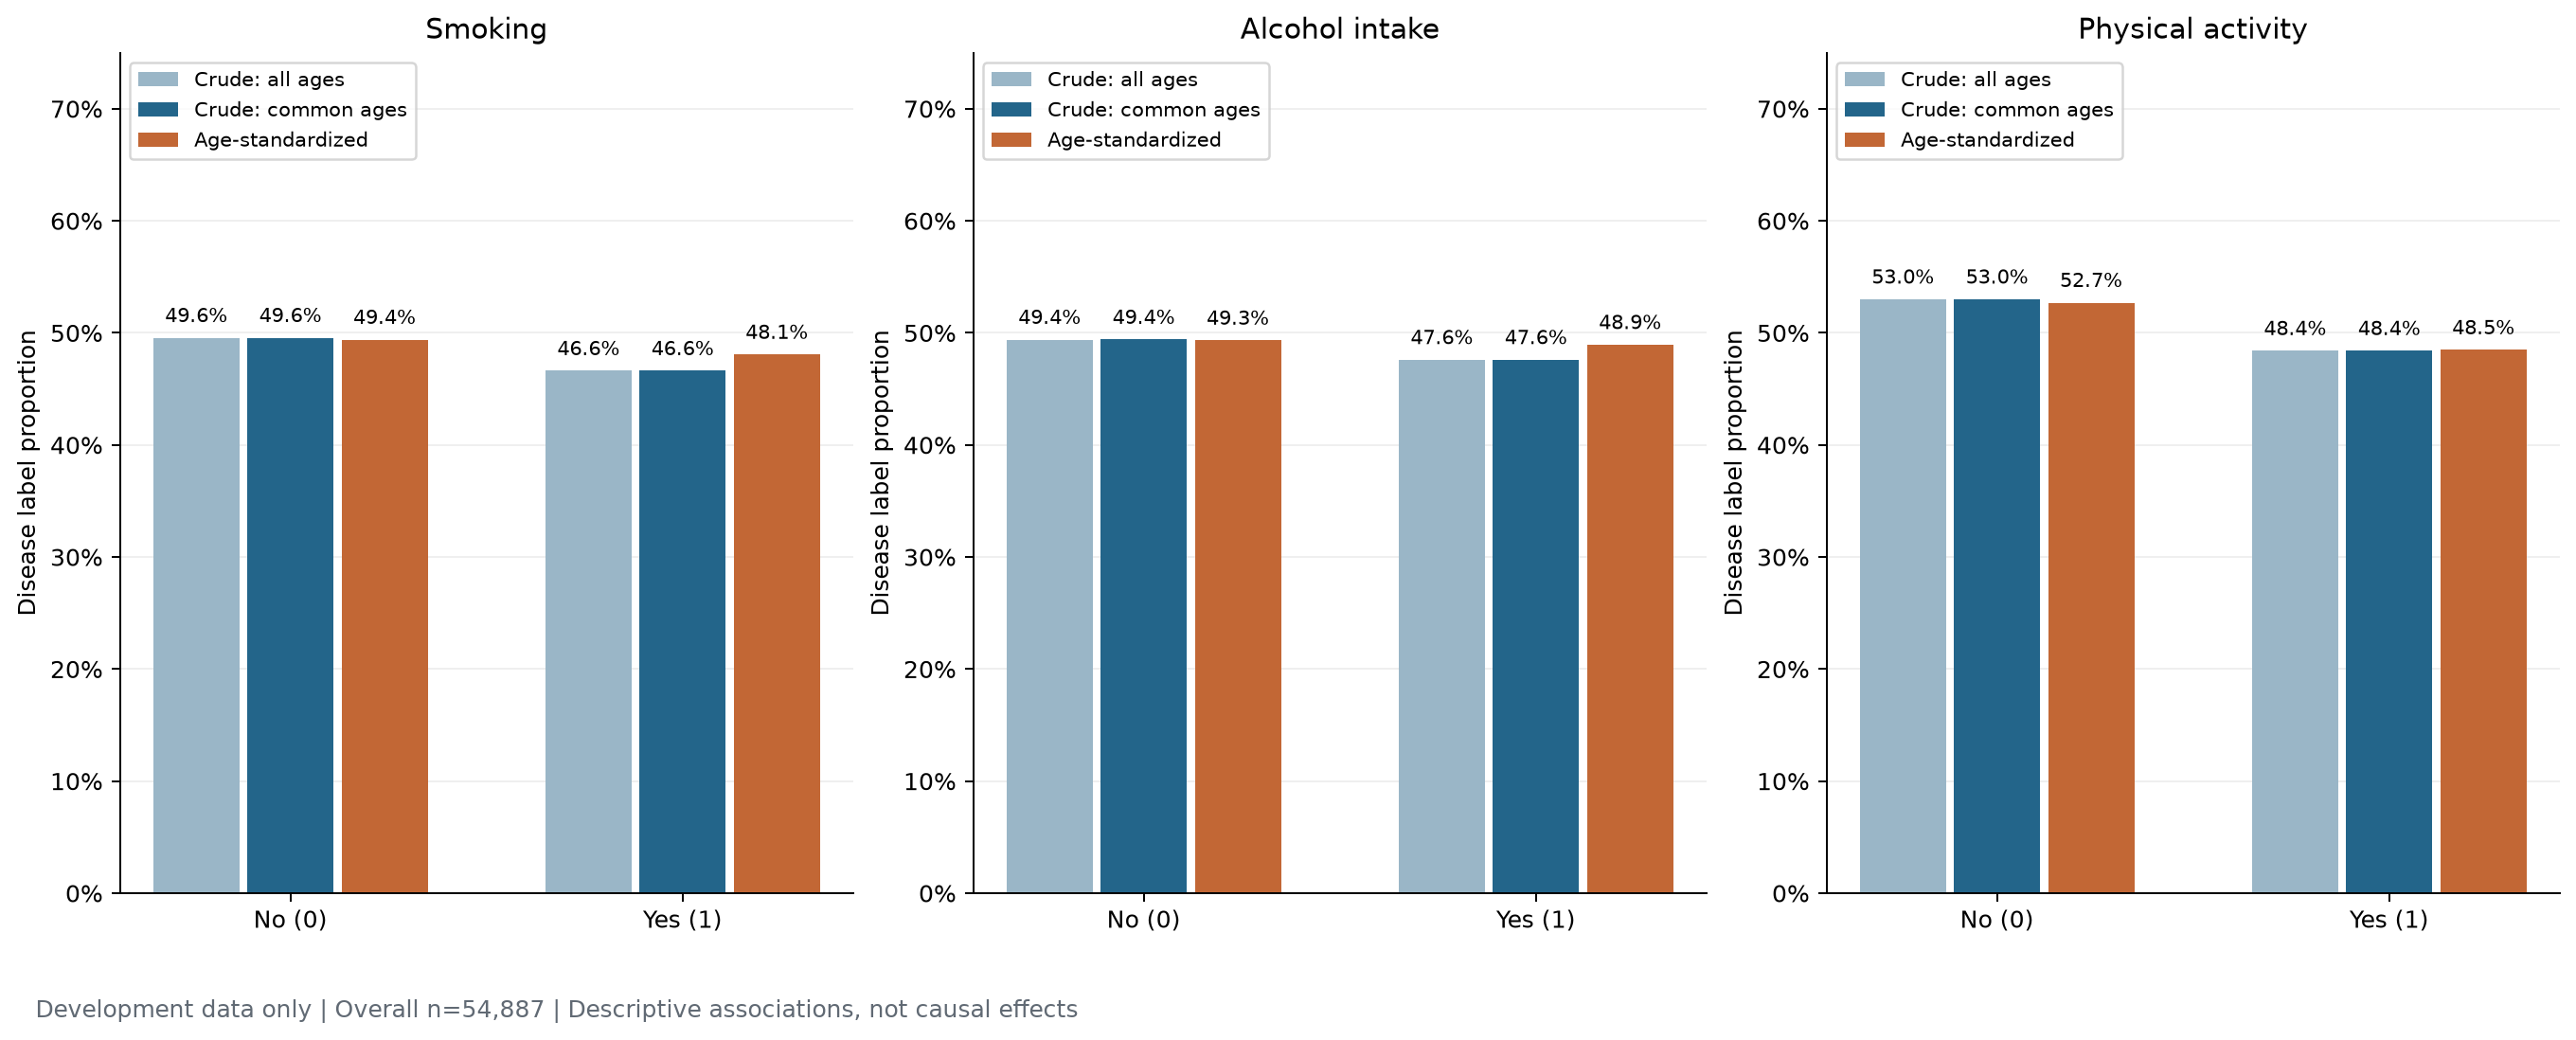 Smoking
Crude: all ages
Crude: common ages
Age-standardized
Disease label proportion
70%
60%
50%
40%
30%
20%
10%
0%
49.6%
49.6%
49.4%
46.6%
46.6%
48.1%
No (0)
Yes (1)
Alcohol intake
Crude: all ages
Crude: common ages
Age-standardized
Disease label proportion
70%
60%
50%
40%
30%
20%
10%
0%
49.4%
49.4%
49.3%
47.6%
47.6%
48.9%
No (0)
Yes (1)
Physical activity
Crude: all ages
Crude: common ages
Age-standardized
Disease label proportion
70%
60%
50%
40%
30%
20%
10%
0%
53.0%
53.0%
52.7%
48.4%
48.4%
48.5%
No (0)
Yes (1)
Development data only | Overall n=54,887 | Descriptive associations, not causal effects